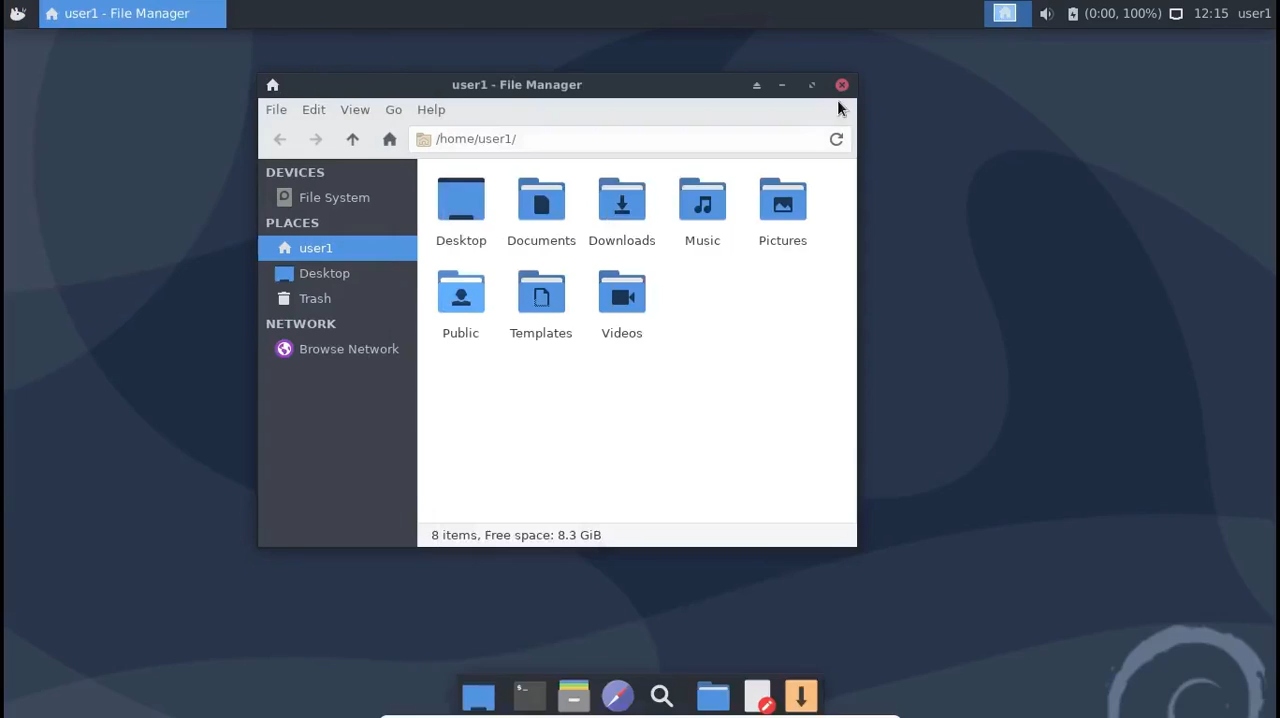 user1 - File Manager
(0:00, 100%) 12:15 user1
user1 - File Manager
File Edit View Go Help
/home/user1/
DEVICES
File System
PLACES
user1
Desktop
Trash
NETWORK
Browse Network
Desktop Documents Downloads Music Pictures
Public Templates Videos
8 items, Free space: 8.3 GiB